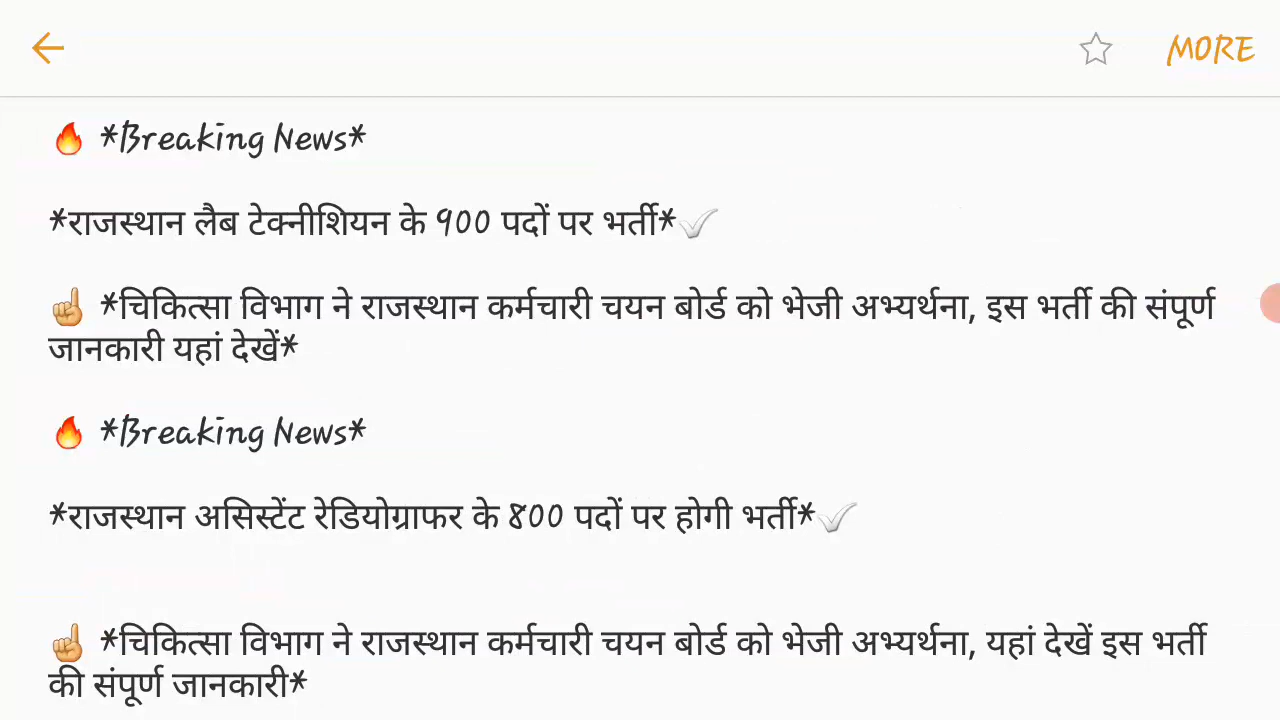 MORE
🔥 *Breaking News*
*राजस्थान लैब टेक्नीशियन के 900 पदों पर भर्ती*✔
☝ *चिकित्सा विभाग ने राजस्थान कर्मचारी चयन बोर्ड को भेजी अभ्यर्थना, इस भर्ती की संपूर्ण
जानकारी यहां देखें*
🔥 *Breaking News*
*राजस्थान असिस्टेंट रेडियोग्राफर के 800 पदों पर होगी भर्ती*✔
☝ *चिकित्सा विभाग ने राजस्थान कर्मचारी चयन बोर्ड को भेजी अभ्यर्थना, यहां देखें इस भर्ती
की संपूर्ण जानकारी*